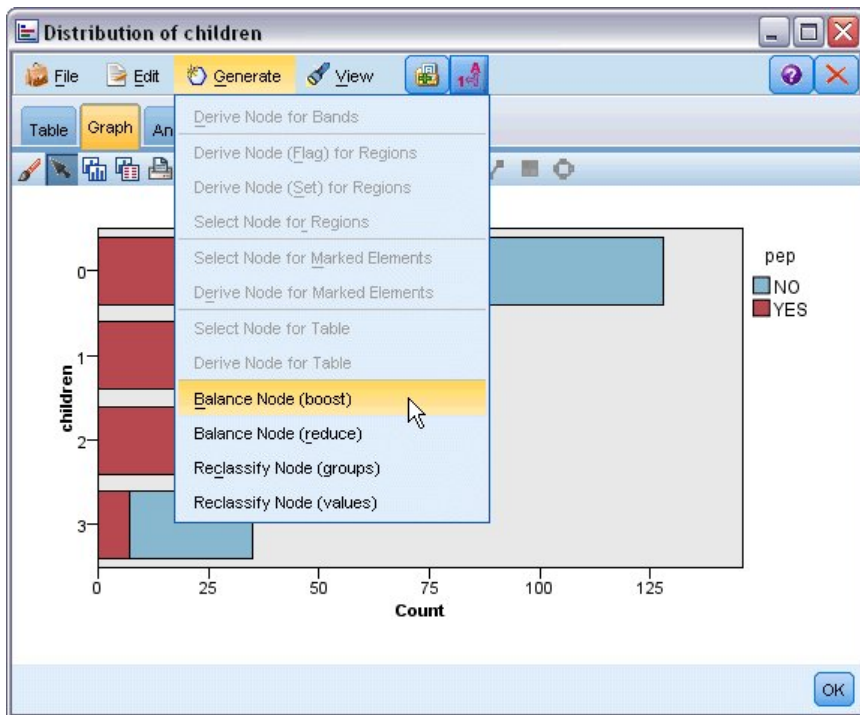 Distribution of children
File Edit Generate View
Table Graph An
Derive Node for Bands
Derive Node (Flag) for Regions
Derive Node (Set) for Regions
Select Node for Regions
Select Node for Marked Elements
Derive Node for Marked Elements
Select Node for Table
Derive Node for Table
Balance Node (boost)
Balance Node (reduce)
Reclassify Node (groups)
Reclassify Node (values)
children
0
1
2
3
0 25 50 75 100 125
Count
pep
NO
YES
OK